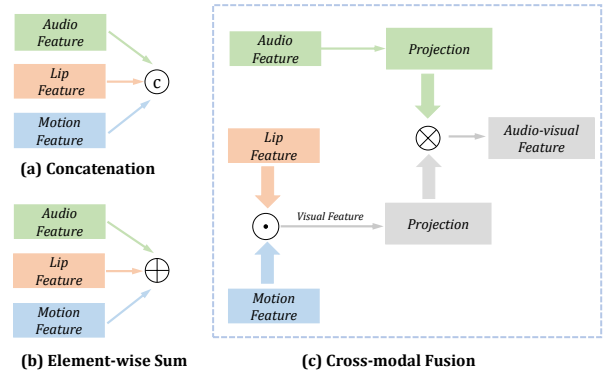 Audio
Feature
Lip
Feature
Motion
Feature
C
(a) Concatenation
Audio
Feature
Lip
Feature
Motion
Feature
(b) Element-wise Sum
Audio
Feature
Projection
Lip
Feature
Audio-visual
Feature
Visual Feature
Projection
Motion
Feature
(c) Cross-modal Fusion